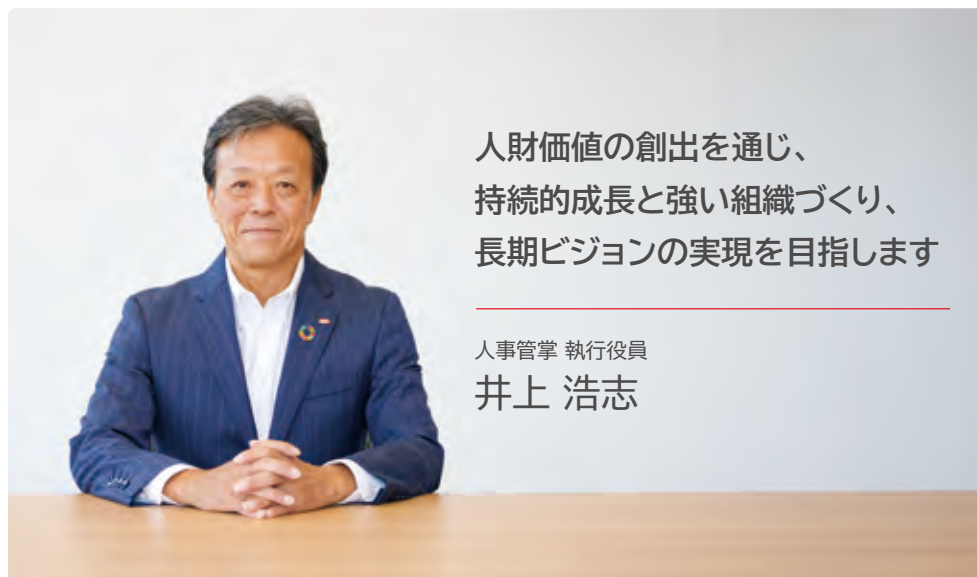 人財価値の創出を通じ、
持続的成長と強い組織づくり、
長期ビジョンの実現を目指します
人事管掌 執行役員
井上 浩志